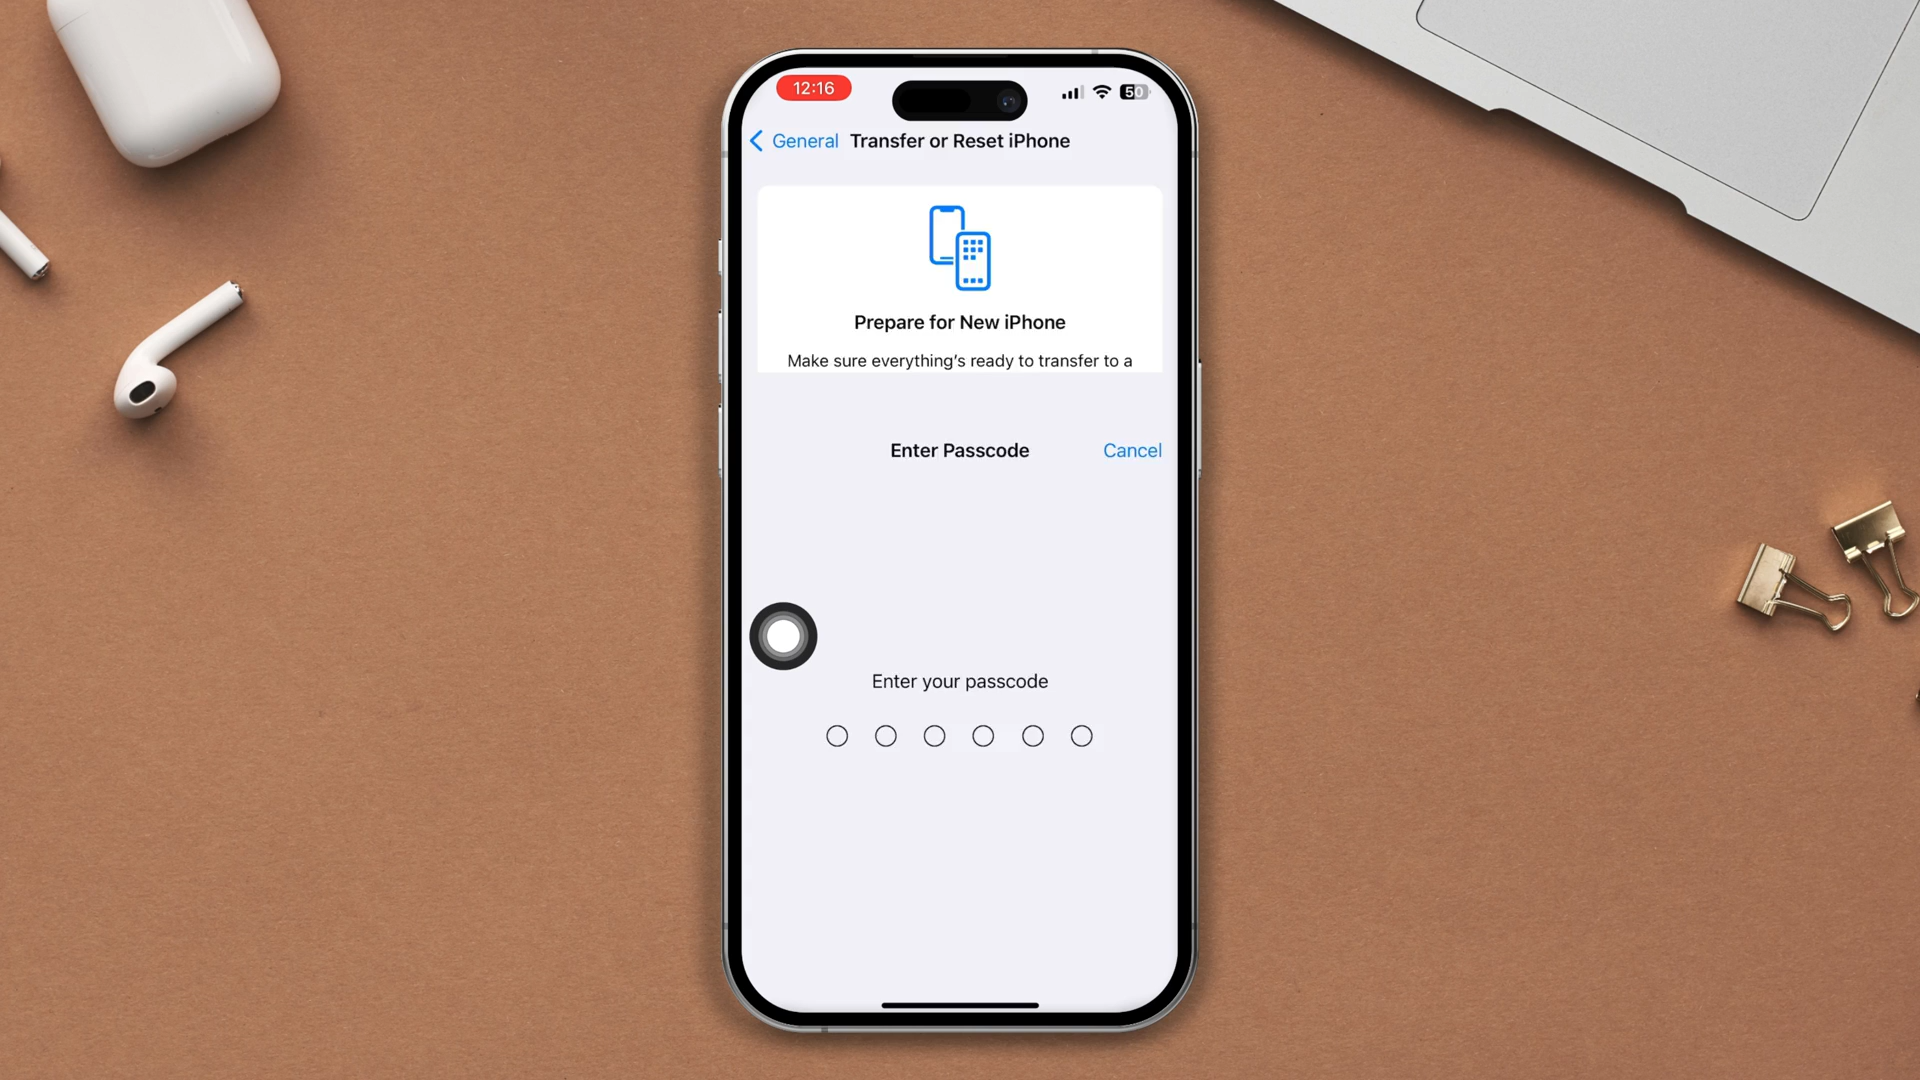 12:16
50
General Transfer or Reset iPhone
Prepare for New iPhone
Make sure everything's ready to transfer to a
Enter Passcode Cancel
Enter your passcode